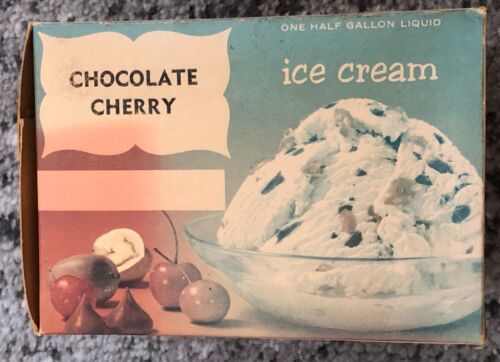 ONE HALF GALLON LIQUID
ice cream
CHOCOLATE
CHERRY